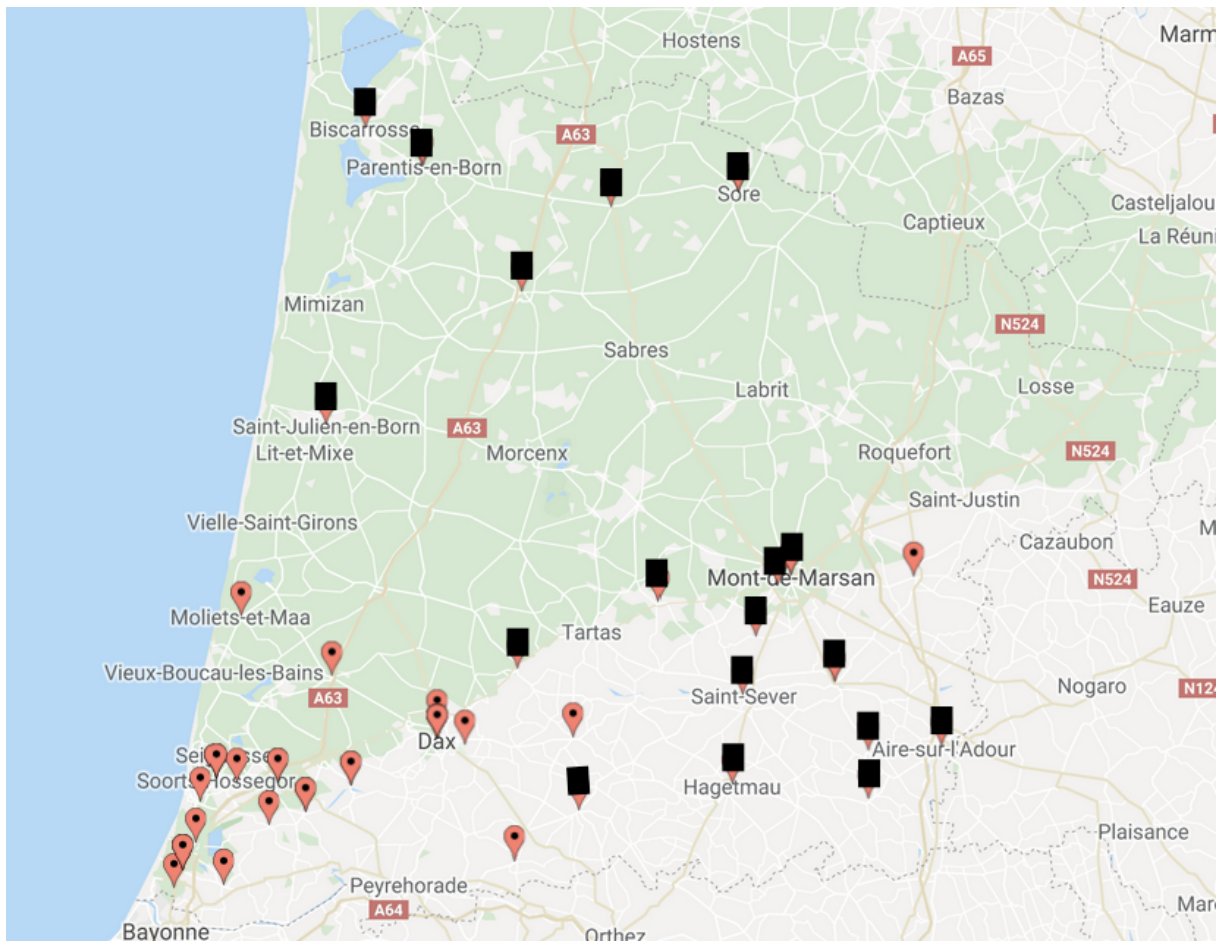 Hostens
Marm
A65
Bazas
Biscarrosse
A63
Parentis-en-Born
Sore
Casteljalou
Captieux
La Réuni
Mimizan
N524
Sabres
Labrit
Losse
Saint-Julien-en-Born
A63
Lit-et-Mixe
Morcenx
Roquefort
N524
Saint-Justin
Vielle-Saint-Girons
Cazaubon
M
Mont-de-Marsan
N524
Moliets-et-Maa
Eauze
Tartas
Vieux-Boucau-les-Bains
A63
Saint-Sever
Nogaro
N124
Dax
Aire-sur-l'Adour
Soorts-Hossegor
Hagetmau
Plaisance
Peyrehorade
A64
Marc
Bayonne
Orthez